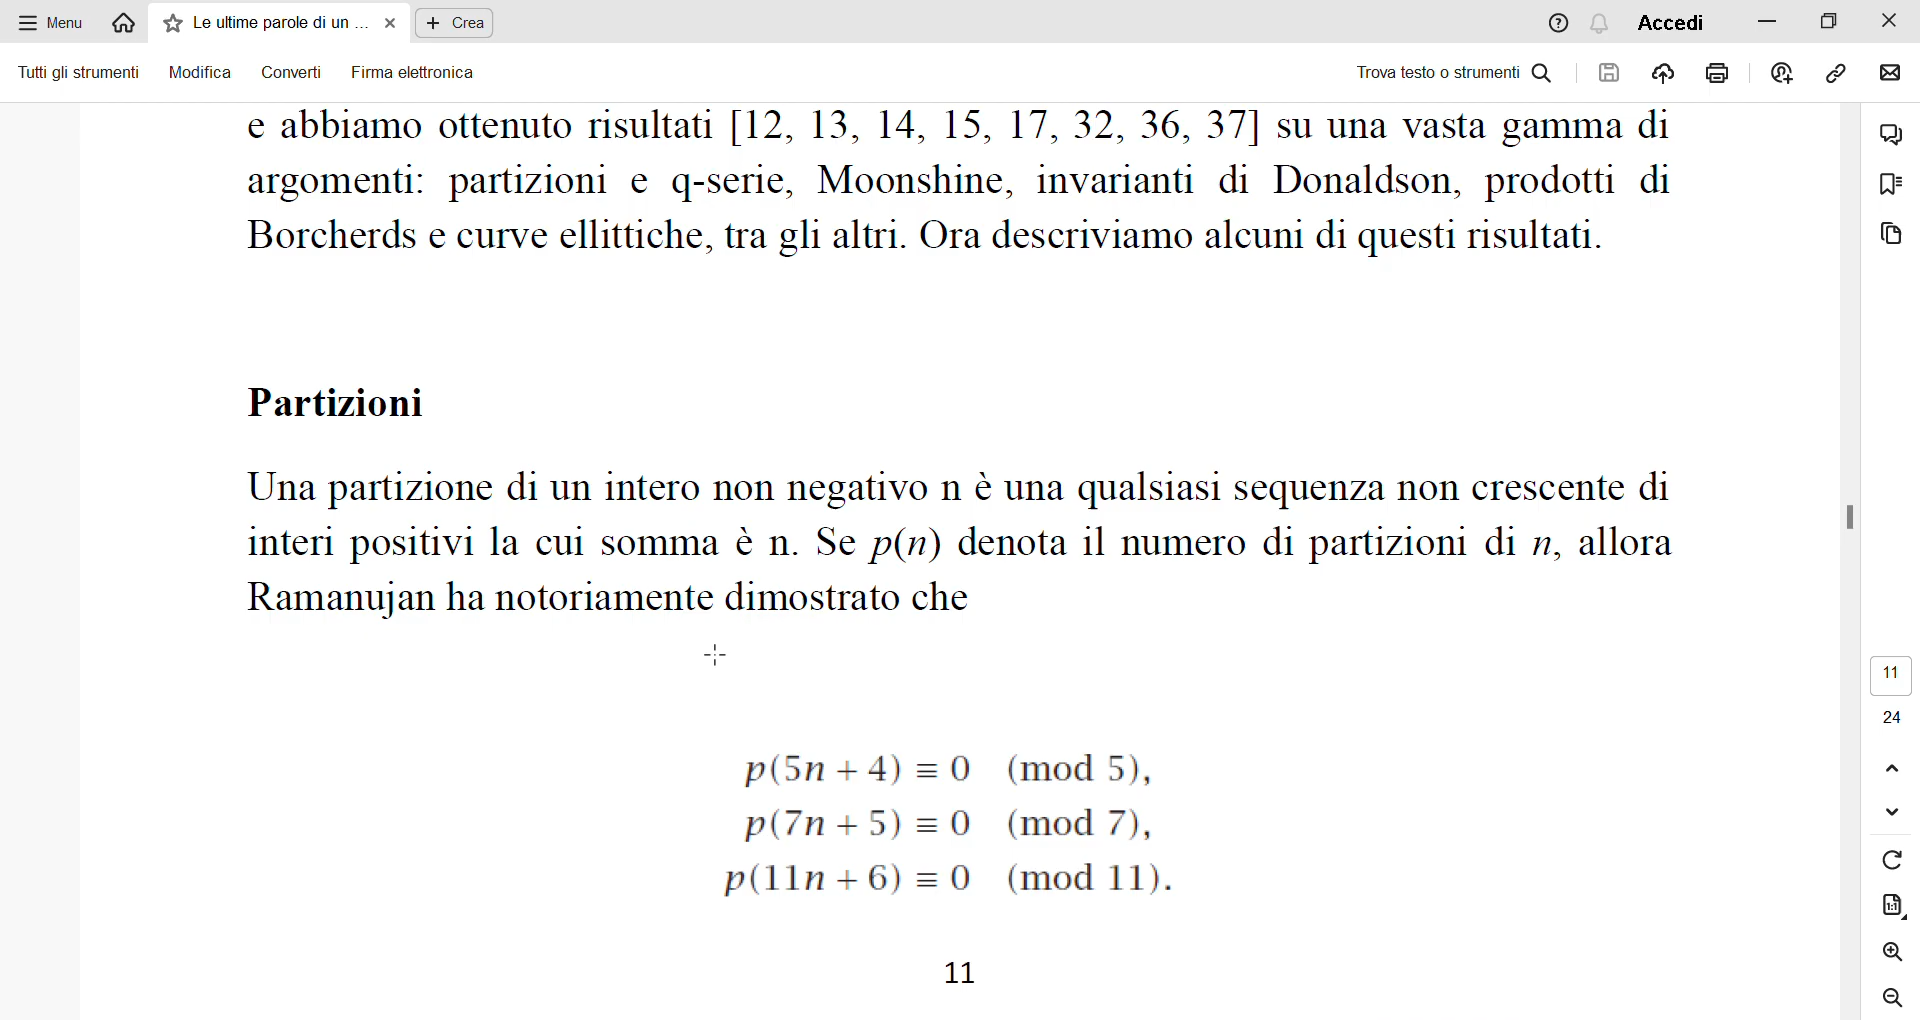 Menu
Le ultime parole di un ...
Crea
Accedi
Tutti gli strumenti
Modifica
Converti
Firma elettronica
Trova testo o strumenti
e abbiamo ottenuto risultati [12, 13, 14, 15, 17, 32, 36, 37] su una vasta gamma di
argomenti: partizioni e q-serie, Moonshine, invarianti di Donaldson, prodotti di
Borcherds e curve ellittiche, tra gli altri. Ora descriviamo alcuni di questi risultati.
Partizioni
Una partizione di un intero non negativo n è una qualsiasi sequenza non crescente di
interi positivi la cui somma è n. Se p(n) denota il numero di partizioni di n, allora
Ramanujan ha notoriamente dimostrato che
p(5n + 4) ≡ 0 (mod 5),
p(7n + 5) ≡ 0 (mod 7),
p(11n + 6) ≡ 0 (mod 11).
11
11
24